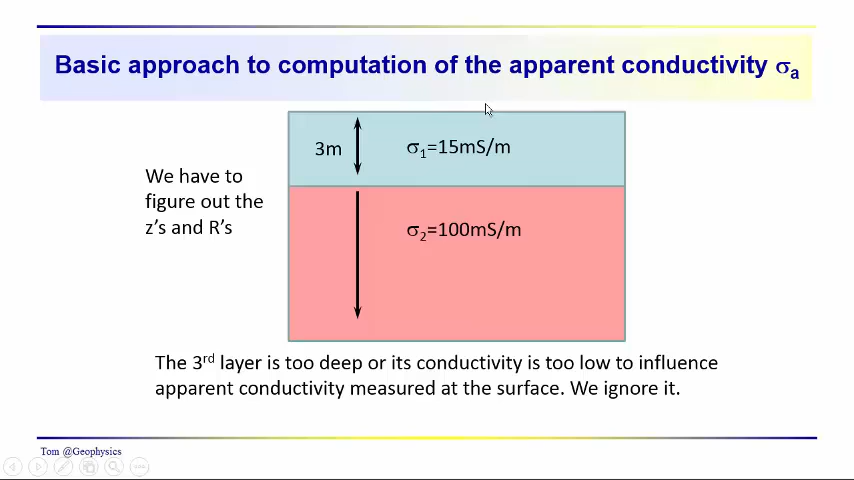 Basic approach to computation of the apparent conductivity σa
3m
σ1=15mS/m
We have to
figure out the
z’s and R’s
σ2=100mS/m
The 3rd layer is too deep or its conductivity is too low to influence
apparent conductivity measured at the surface. We ignore it.
Tom @Geophysics